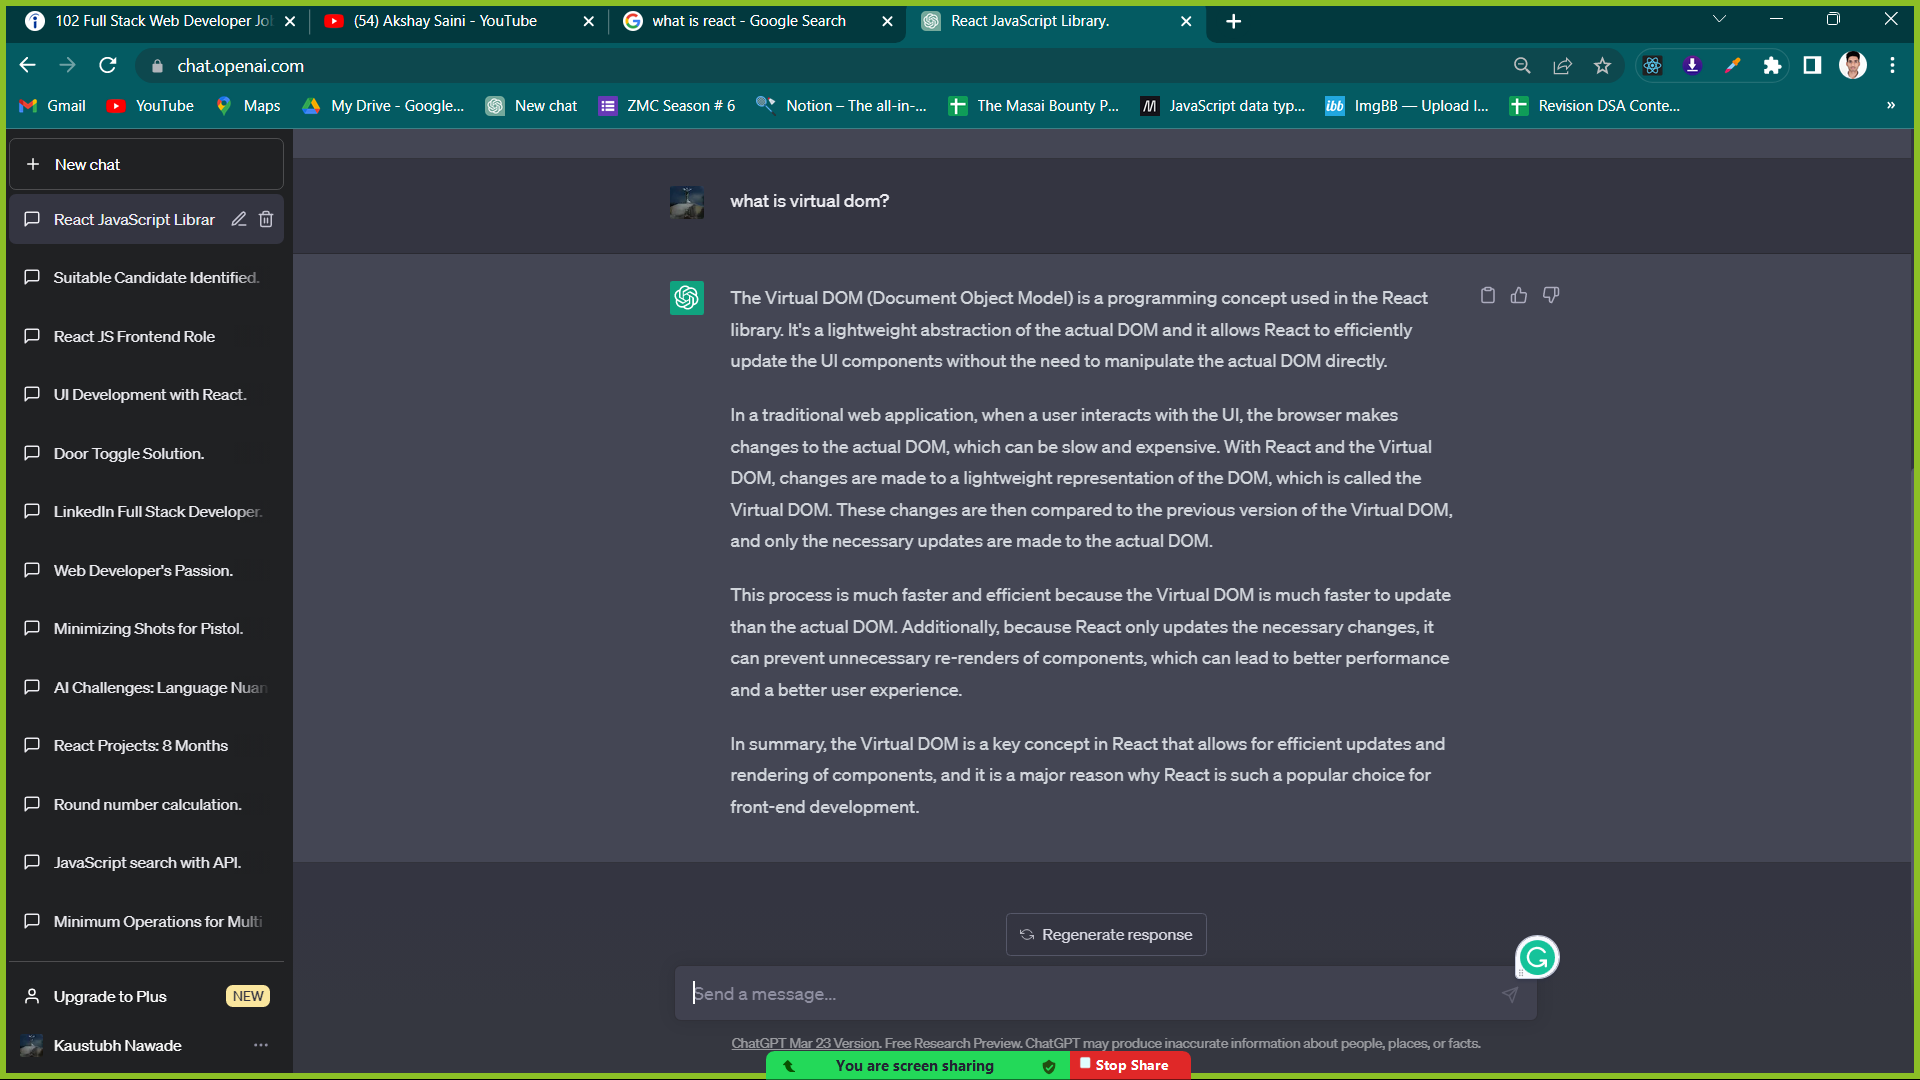 102 Full Stack Web Developer Jo
(54) Akshay Saini - YouTube
what is react - Google Search
React JavaScript Library.
chat.openai.com
Gmail
YouTube
Maps
My Drive - Google...
New chat
ZMC Season # 6
Notion – The all-in-...
The Masai Bounty P...
JavaScript data typ...
ibb ImgBB — Upload I...
Revision DSA Conte...
»
New chat
React JavaScript Librar
Suitable Candidate Identified.
React JS Frontend Role
UI Development with React.
Door Toggle Solution.
LinkedIn Full Stack Developer.
Web Developer's Passion.
Minimizing Shots for Pistol.
AI Challenges: Language Nuan
React Projects: 8 Months
Round number calculation.
JavaScript search with API.
Minimum Operations for Multi
Upgrade to Plus NEW
Kaustubh Nawade ...
what is virtual dom?
The Virtual DOM (Document Object Model) is a programming concept used in the React
library. It's a lightweight abstraction of the actual DOM and it allows React to efficiently
update the UI components without the need to manipulate the actual DOM directly.
In a traditional web application, when a user interacts with the UI, the browser makes
changes to the actual DOM, which can be slow and expensive. With React and the Virtual
DOM, changes are made to a lightweight representation of the DOM, which is called the
Virtual DOM. These changes are then compared to the previous version of the Virtual DOM,
and only the necessary updates are made to the actual DOM.
This process is much faster and efficient because the Virtual DOM is much faster to update
than the actual DOM. Additionally, because React only updates the necessary changes, it
can prevent unnecessary re-renders of components, which can lead to better performance
and a better user experience.
In summary, the Virtual DOM is a key concept in React that allows for efficient updates and
rendering of components, and it is a major reason why React is such a popular choice for
front-end development.
Regenerate response
Send a message...
ChatGPT Mar 23 Version. Free Research Preview. ChatGPT may produce inaccurate information about people, places, or facts.
You are screen sharing
Stop Share